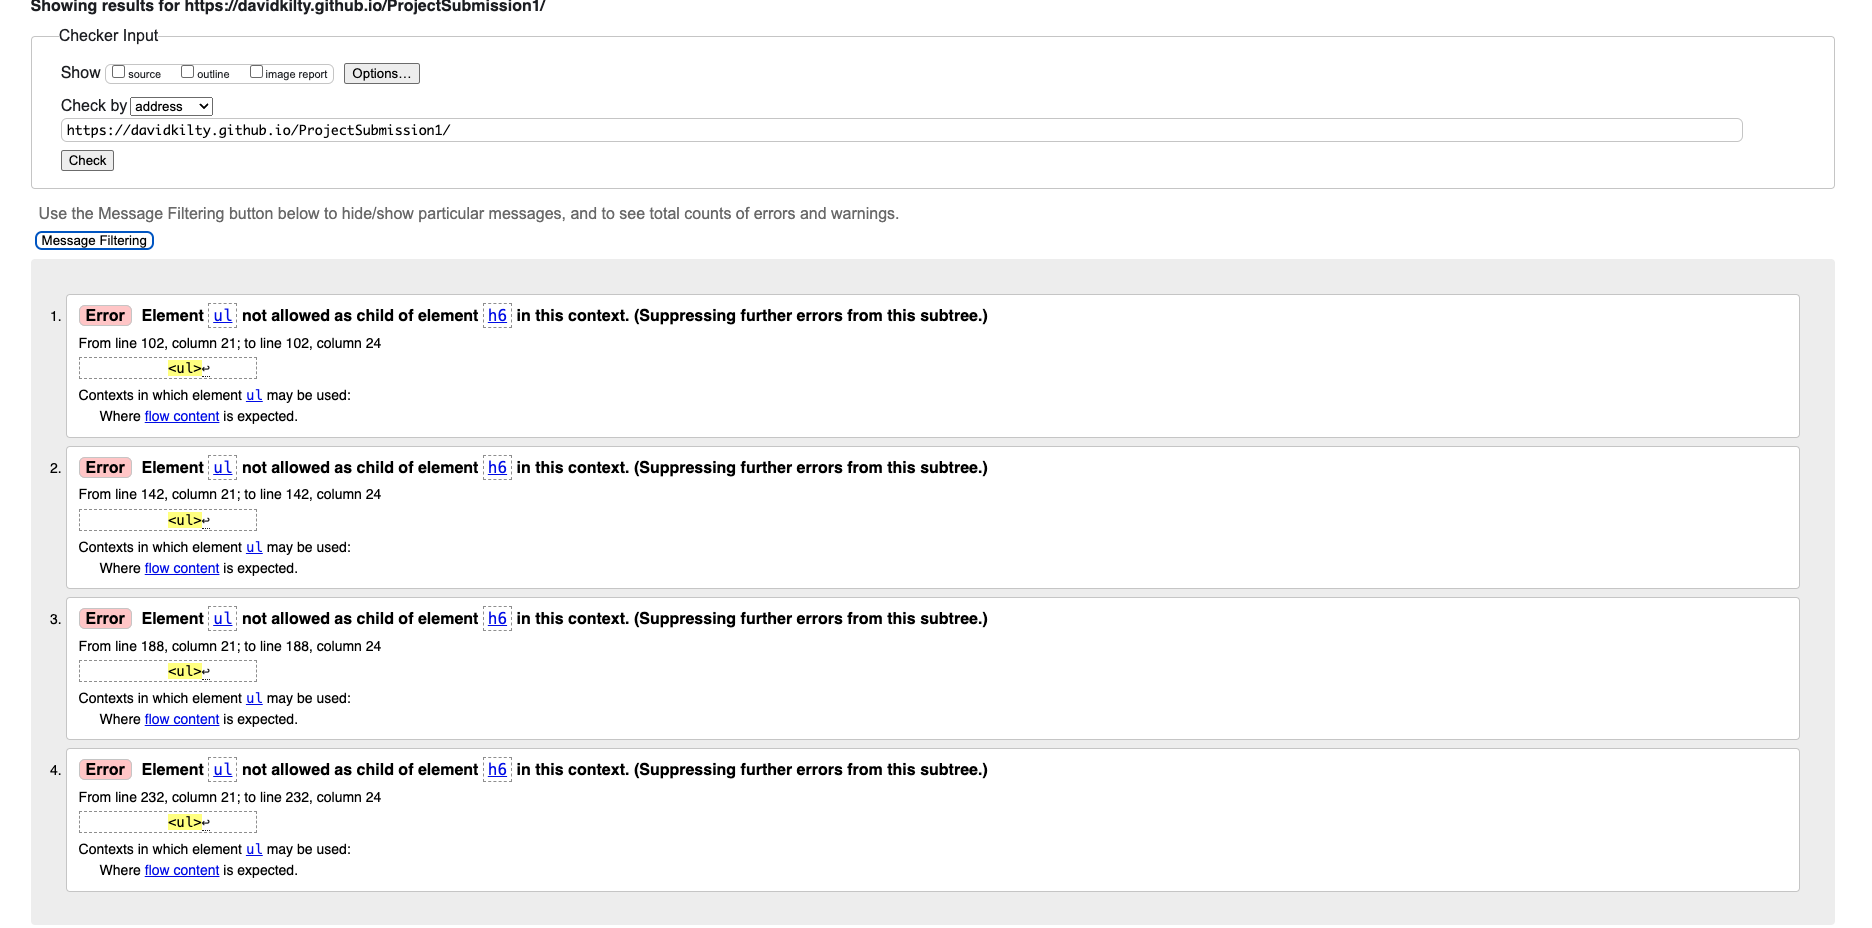 Showing results for https://davidkilty.github.io/ProjectSubmission1/
Checker Input
Show source outline image report Options...
Check by address
https://davidkilty.github.io/ProjectSubmission1/
Check
Use the Message Filtering button below to hide/show particular messages, and to see total counts of errors and warnings.
Message Filtering
1. Error Element ul not allowed as child of element h6 in this context. (Suppressing further errors from this subtree.)
From line 102, column 21; to line 102, column 24
<ul>↩
Contexts in which element ul may be used:
Where flow content is expected.
2. Error Element ul not allowed as child of element h6 in this context. (Suppressing further errors from this subtree.)
From line 142, column 21; to line 142, column 24
<ul>↩
Contexts in which element ul may be used:
Where flow content is expected.
3. Error Element ul not allowed as child of element h6 in this context. (Suppressing further errors from this subtree.)
From line 188, column 21; to line 188, column 24
<ul>↩
Contexts in which element ul may be used:
Where flow content is expected.
4. Error Element ul not allowed as child of element h6 in this context. (Suppressing further errors from this subtree.)
From line 232, column 21; to line 232, column 24
<ul>↩
Contexts in which element ul may be used:
Where flow content is expected.